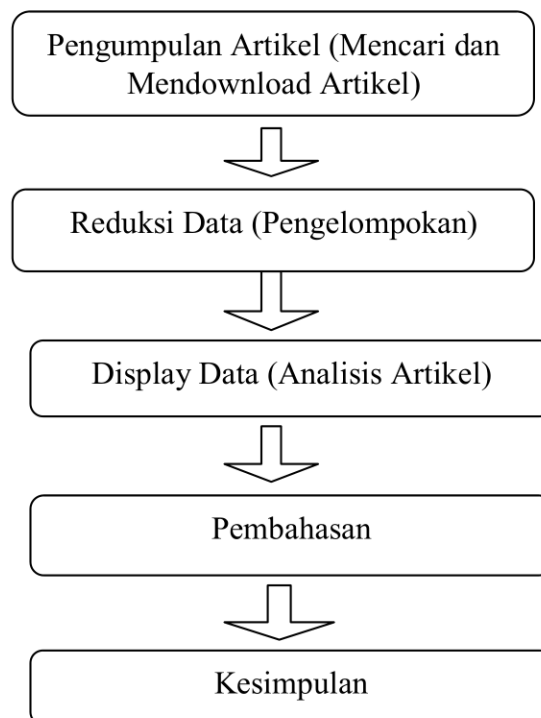 Pengumpulan Artikel (Mencari dan
Mendownload Artikel)
Reduksi Data (Pengelompokan)
Display Data (Analisis Artikel)
Pembahasan
Kesimpulan